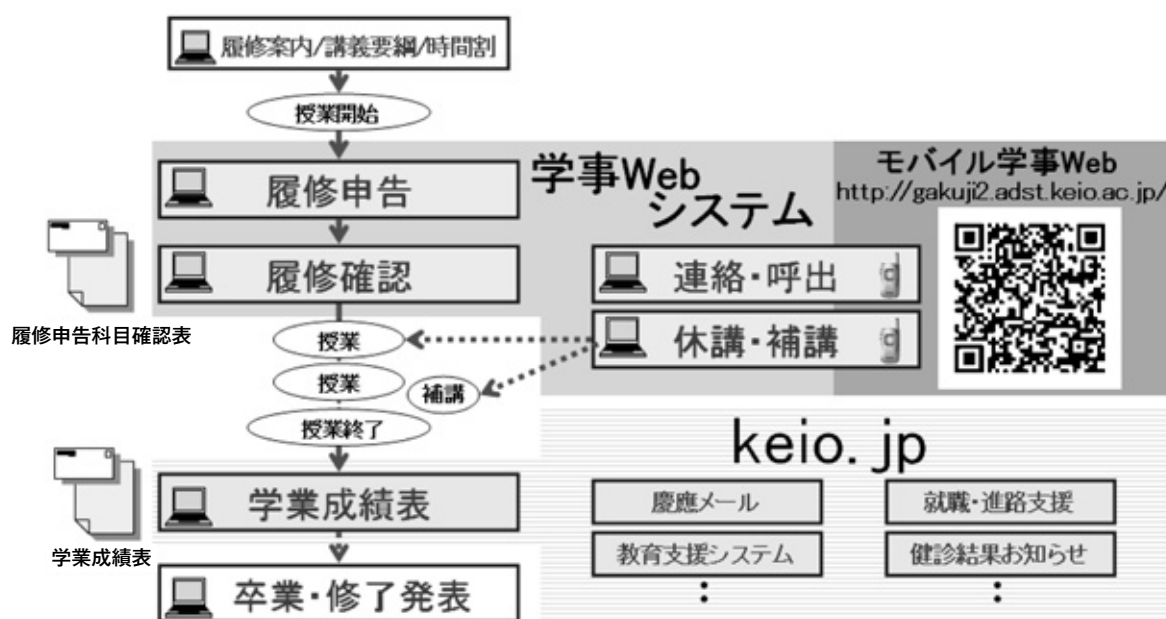 履修案内/講義要綱/時間割
授業開始
学事Web
システム
モバイル学事Web
http://gakuji2.adst.keio.ac.jp/
履修申告
履修確認
連絡・呼出
休講・補講
履修申告科目確認表
授業
授業
補講
授業終了
keio.jp
学業成績表
学業成績表
卒業・修了発表
慶應メール
就職・進路支援
教育支援システム
健診結果お知らせ
：
：